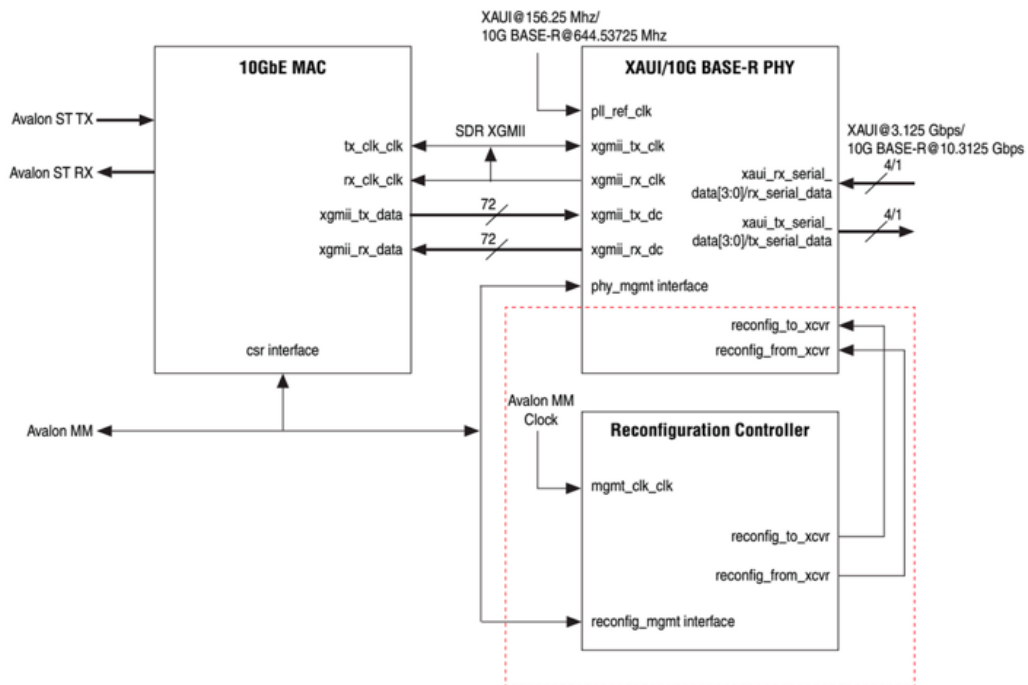 XAUI@156.25 Mhz/
10G BASE-R@644.53725 Mhz
10GbE MAC
XAUI/10G BASE-R PHY
Avalon ST TX
Avalon ST RX
tx_clk_clk
rx_clk_clk
xgmii_tx_data
xgmii_rx_data
csr interface
SDR XGMII
72
72
pll_ref_clk
xgmii_tx_clk
xgmii_rx_clk
xgmii_tx_dc
xgmii_rx_dc
phy_mgmt interface
xaui_rx_serial_
data[3:0]/rx_serial_data
xaui_tx_serial_
data[3:0]/tx_serial_data
XAUI@3.125 Gbps/
10G BASE-R@10.3125 Gbps
4/1
4/1
reconfig_to_xcvr
reconfig_from_xcvr
Avalon MM
Avalon MM
Clock
Reconfiguration Controller
mgmt_clk_clk
reconfig_to_xcvr
reconfig_from_xcvr
reconfig_mgmt interface